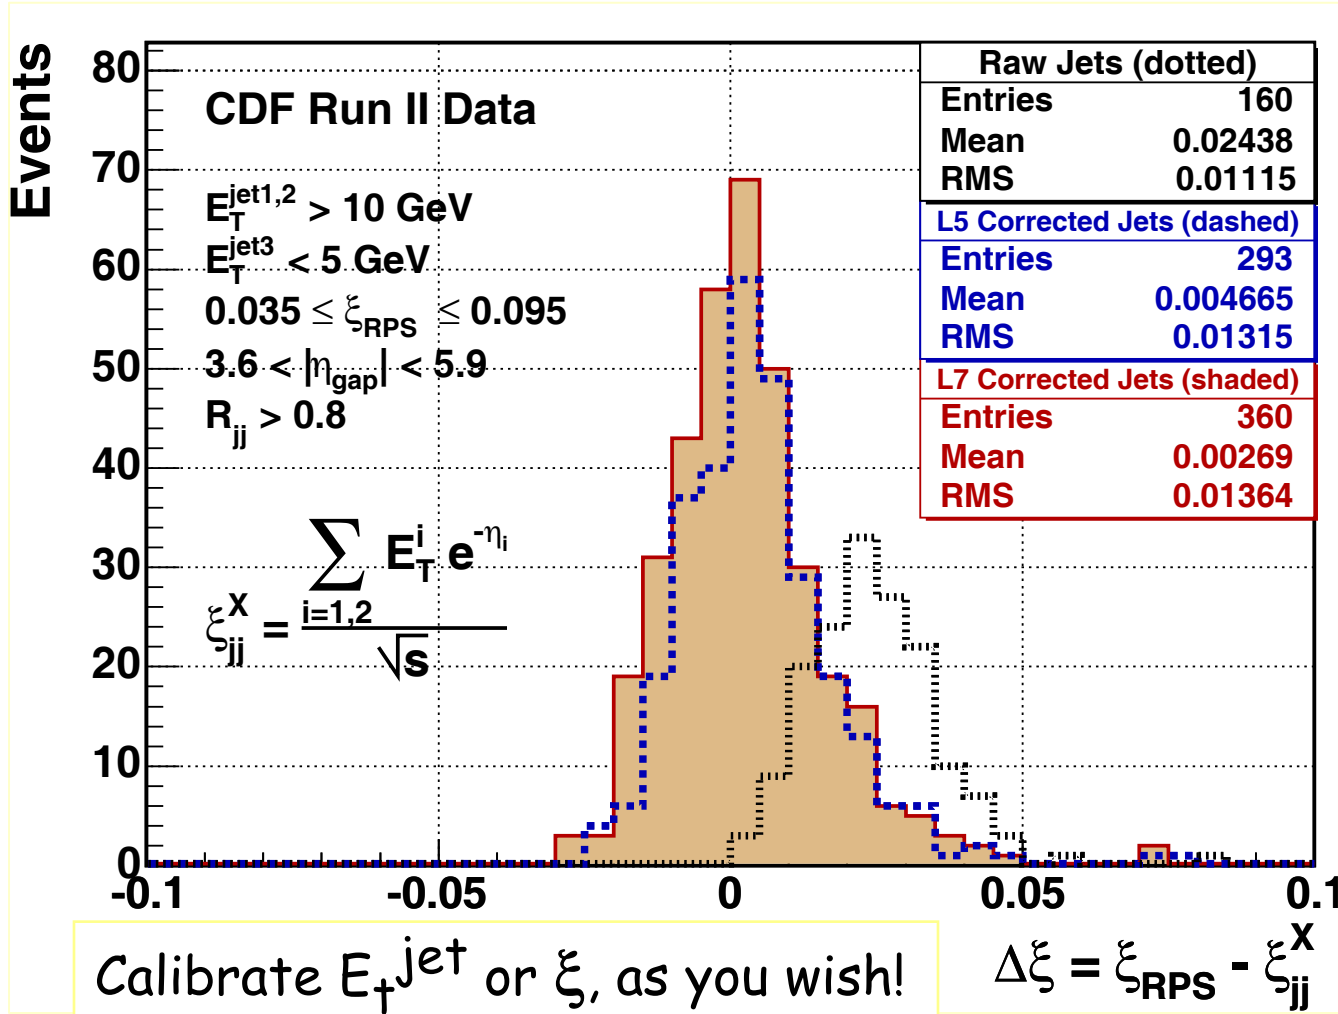 Events
80
70
60
50
40
30
20
10
0
CDF Run II Data
E_T^jet1,2 > 10 GeV
E_T^jet3 < 5 GeV
0.035 ≤ ξ_RPS ≤ 0.095
3.6 < |η_gap| < 5.9
R_jj > 0.8
ξ_jj^X = ∑_i=1,2 E_T^i e^-η_i / √s
Raw Jets (dotted)
Entries 160
Mean 0.02438
RMS 0.01115
L5 Corrected Jets (dashed)
Entries 293
Mean 0.004665
RMS 0.01315
L7 Corrected Jets (shaded)
Entries 360
Mean 0.00269
RMS 0.01364
-0.1 -0.05 0 0.05 0.1
Calibrate E_t^jet or ξ, as you wish!
Δξ = ξ_RPS - ξ_jj^X